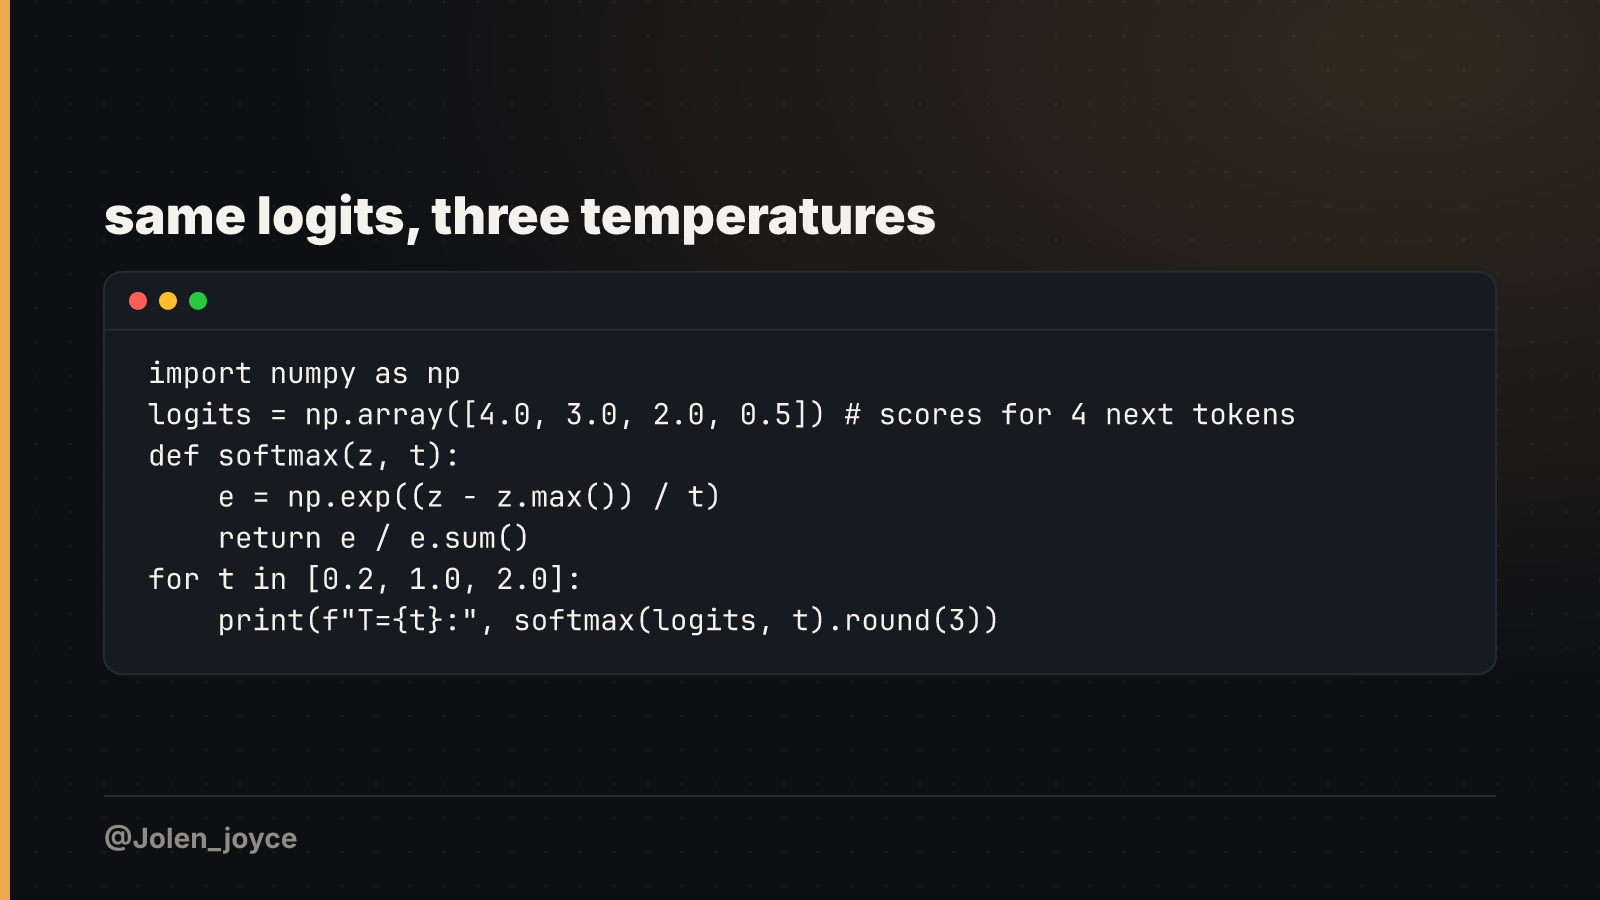 same logits, three temperatures
import numpy as np
logits = np.array([4.0, 3.0, 2.0, 0.5]) # scores for 4 next tokens
def softmax(z, t):
    e = np.exp((z - z.max()) / t)
    return e / e.sum()
for t in [0.2, 1.0, 2.0]:
    print(f"T={t}:", softmax(logits, t).round(3))
@Jolen_joyce